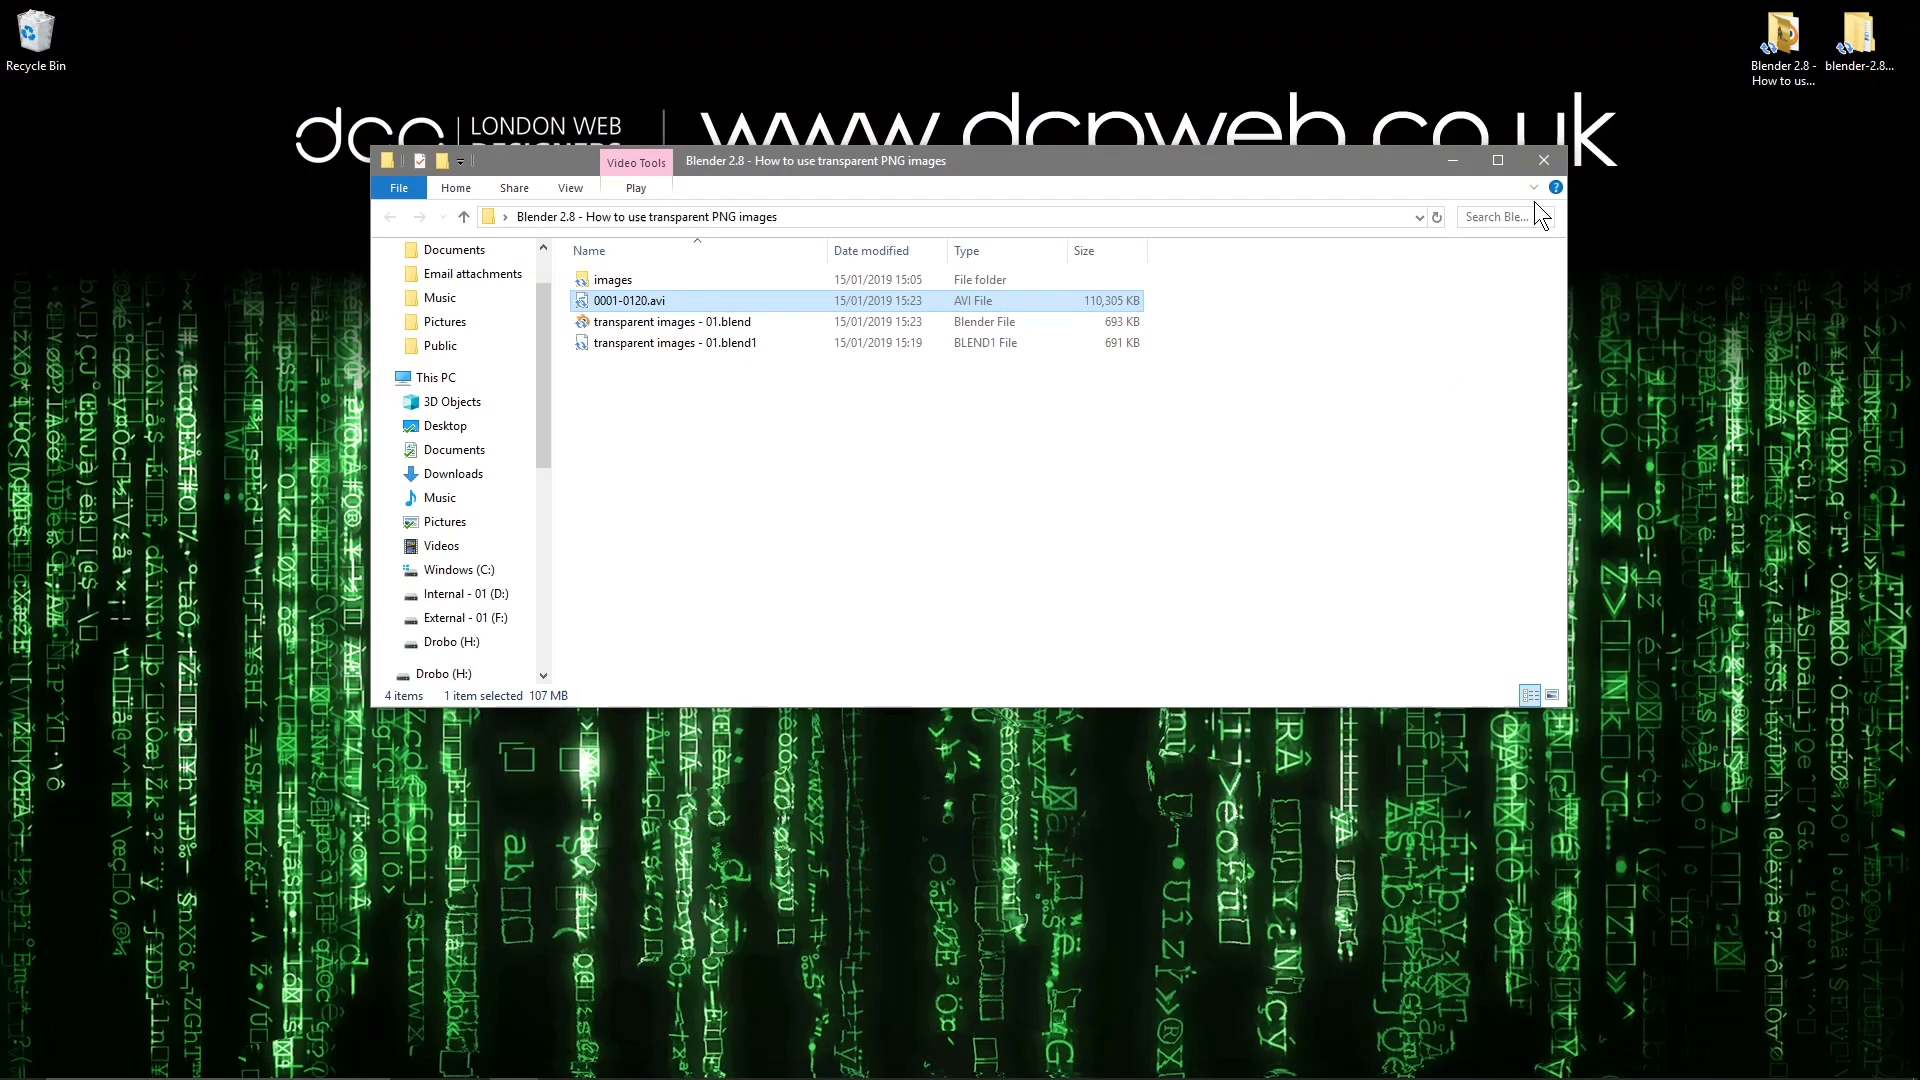 Recycle Bin
Blender 2.8 -
How to us...
blender-2.8...
dcp | LONDON WEB
www.dcpweb.co.uk
Video Tools
Blender 2.8 - How to use transparent PNG images
File
Home
Share
View
Play
Blender 2.8 - How to use transparent PNG images
Search Ble...
Name
Date modified
Type
Size
Documents
Email attachments
Music
Pictures
Public
This PC
3D Objects
Desktop
Documents
Downloads
Music
Pictures
Videos
Windows (C:)
Internal - 01 (D:)
External - 01 (F:)
Drobo (H:)
Drobo (H:)
images 15/01/2019 15:05 File folder
0001-0120.avi 15/01/2019 15:23 AVI File 110,305 KB
transparent images - 01.blend 15/01/2019 15:23 Blender File 693 KB
transparent images - 01.blend1 15/01/2019 15:19 BLEND1 File 691 KB
4 items 1 item selected 107 MB